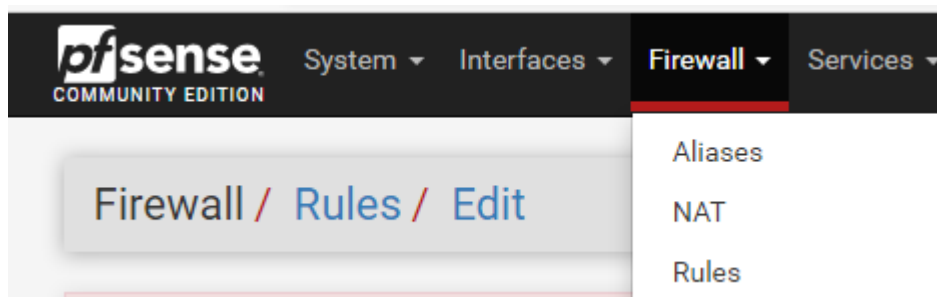 pfsense System Interfaces Firewall Services
COMMUNITY EDITION
Firewall / Rules / Edit
Aliases
NAT
Rules